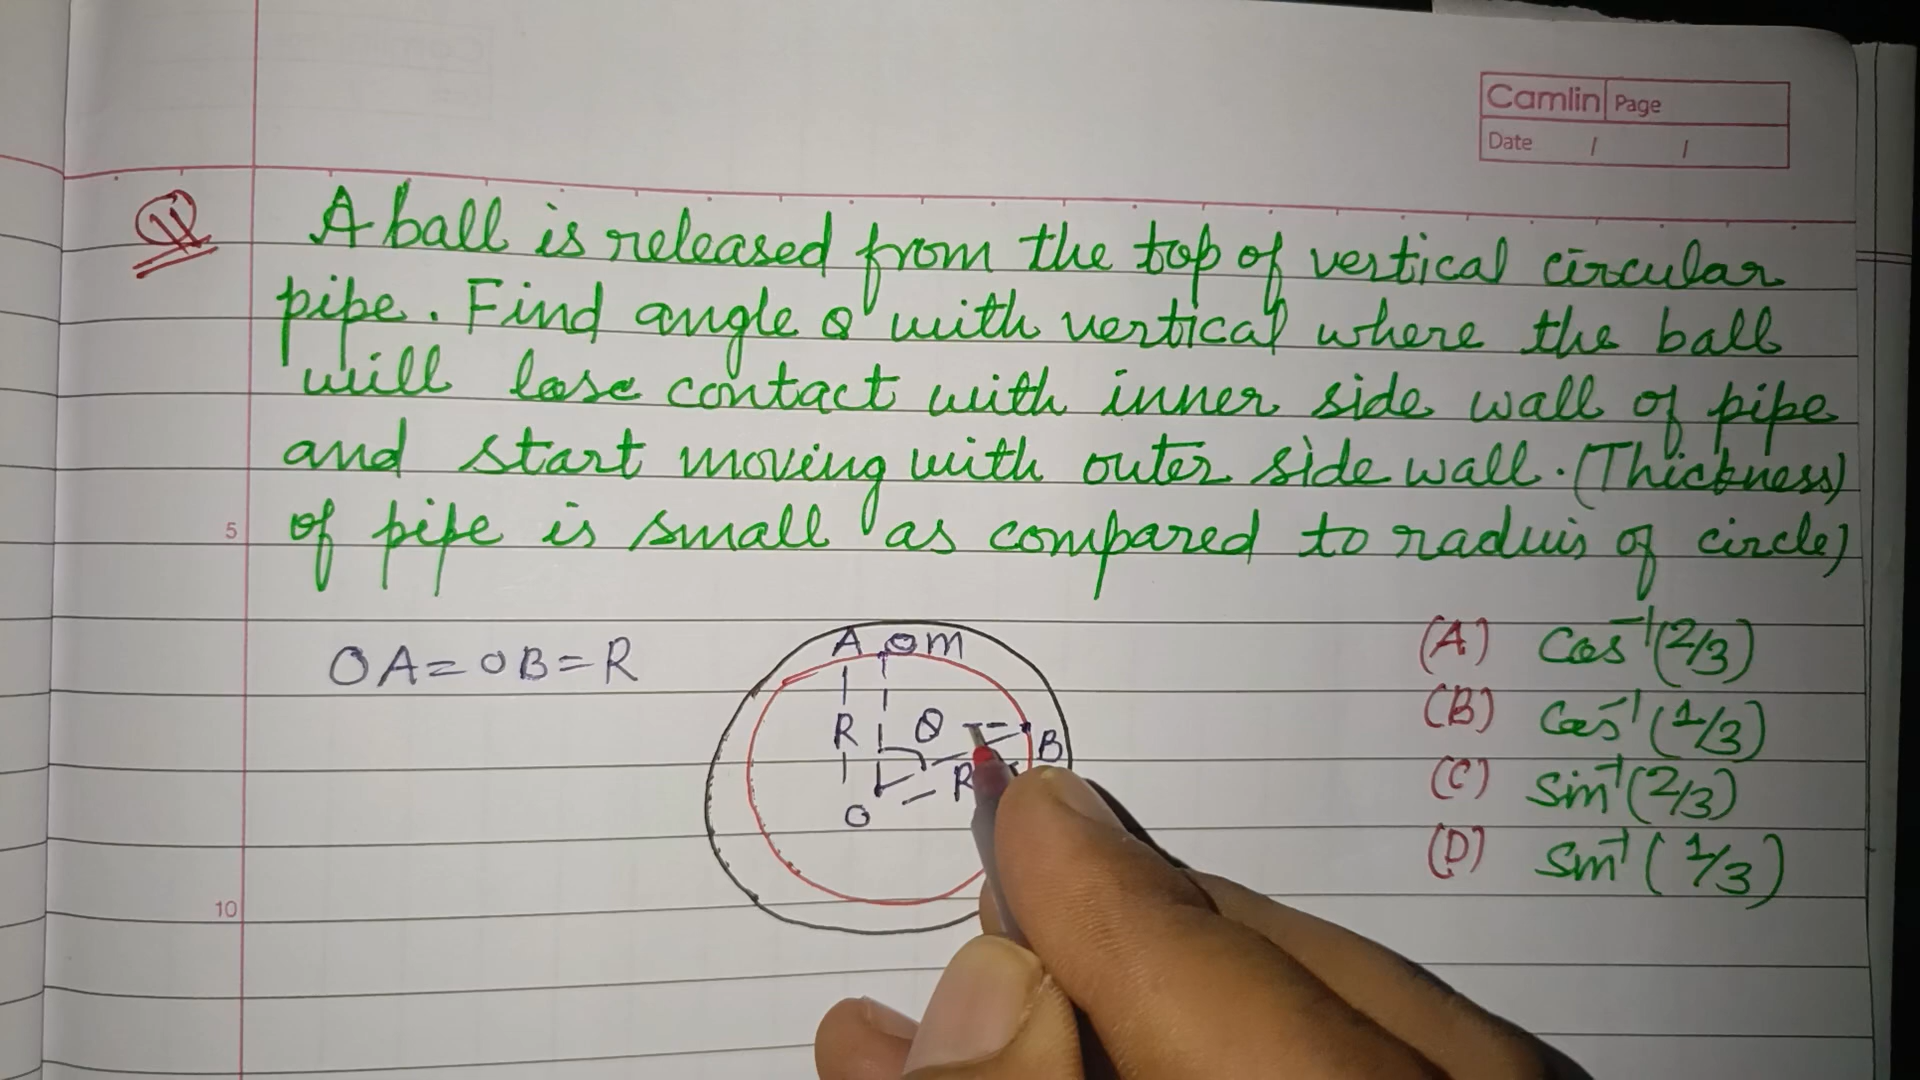 Camlin Page
Date / /
Q A ball is released from the top of vertical circular
pipe. Find angle θ with vertical where the ball
will lose contact with inner side wall of pipe
and start moving with outer side wall. (Thickness)
5 of pipe is small as compared to raduis of circle)
OA=OB=R
A m
R θ B
R
O
(A) Cos⁻¹(2/3)
(B) Cos⁻¹(1/3)
(C) Sin⁻¹(2/3)
(D) Sin⁻¹(1/3)
10